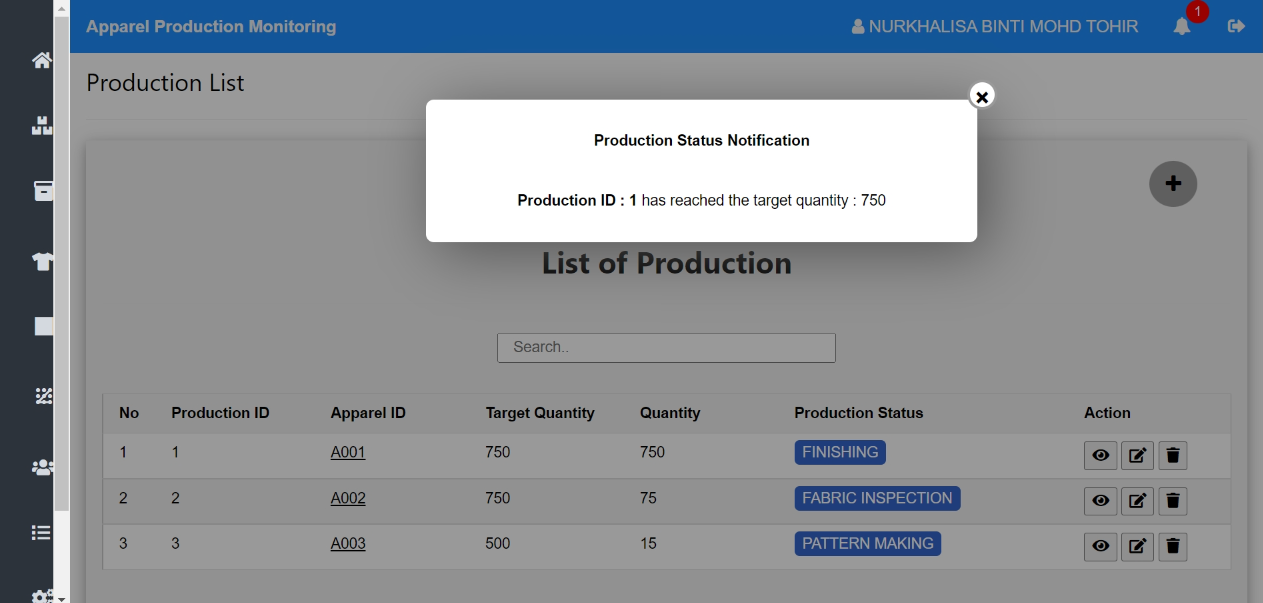 Apparel Production Monitoring NURKHALISA BINTI MOHD TOHIR 1
Production List
Production Status Notification
Production ID : 1 has reached the target quantity : 750
List of Production
Search..
No Production ID Apparel ID Target Quantity Quantity Production Status Action
1 1 A001 750 750 FINISHING
2 2 A002 750 75 FABRIC INSPECTION
3 3 A003 500 15 PATTERN MAKING